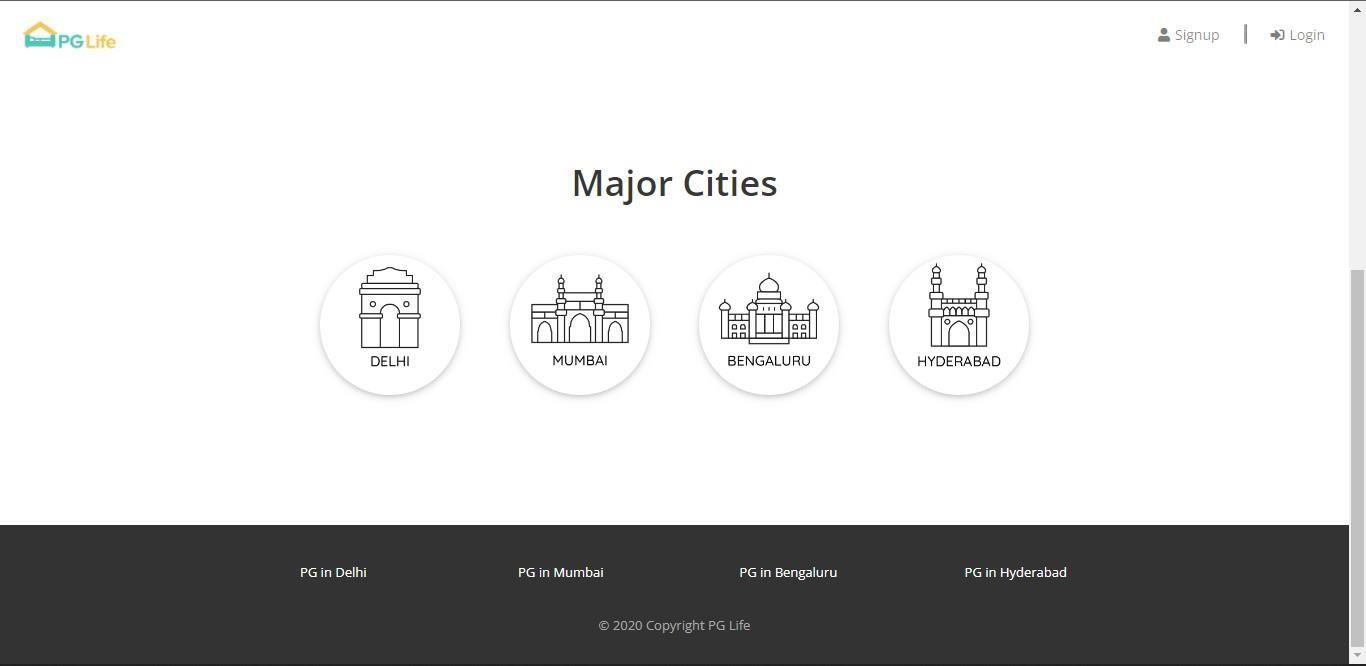 PG Life
Signup | Login
Major Cities
DELHI
MUMBAI
BENGALURU
HYDERABAD
PG in Delhi
PG in Mumbai
PG in Bengaluru
PG in Hyderabad
© 2020 Copyright PG Life